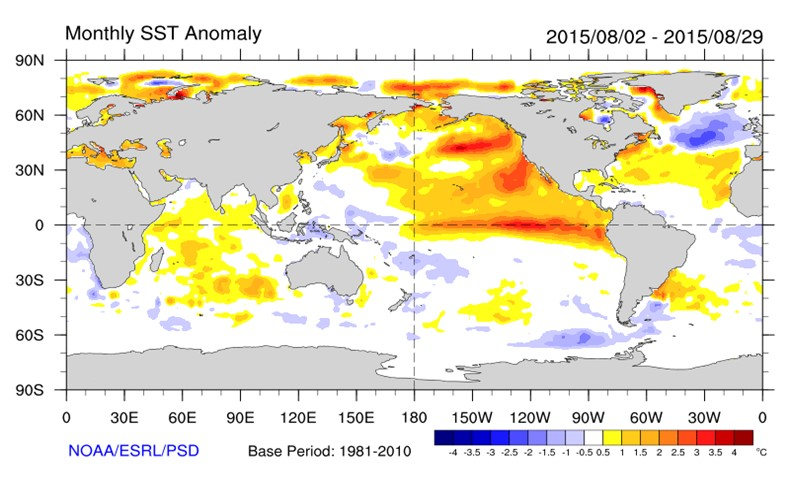 Monthly SST Anomaly
2015/08/02 - 2015/08/29
90N
60N
30N
0
30S
60S
90S
0 30E 60E 90E 120E 150E 180 150W 120W 90W 60W 30W 0
NOAA/ESRL/PSD
Base Period: 1981-2010
-4 -3.5 -3 -2.5 -2 -1.5 -1 -0.5 0.5 1 1.5 2 2.5 3 3.5 4 °C